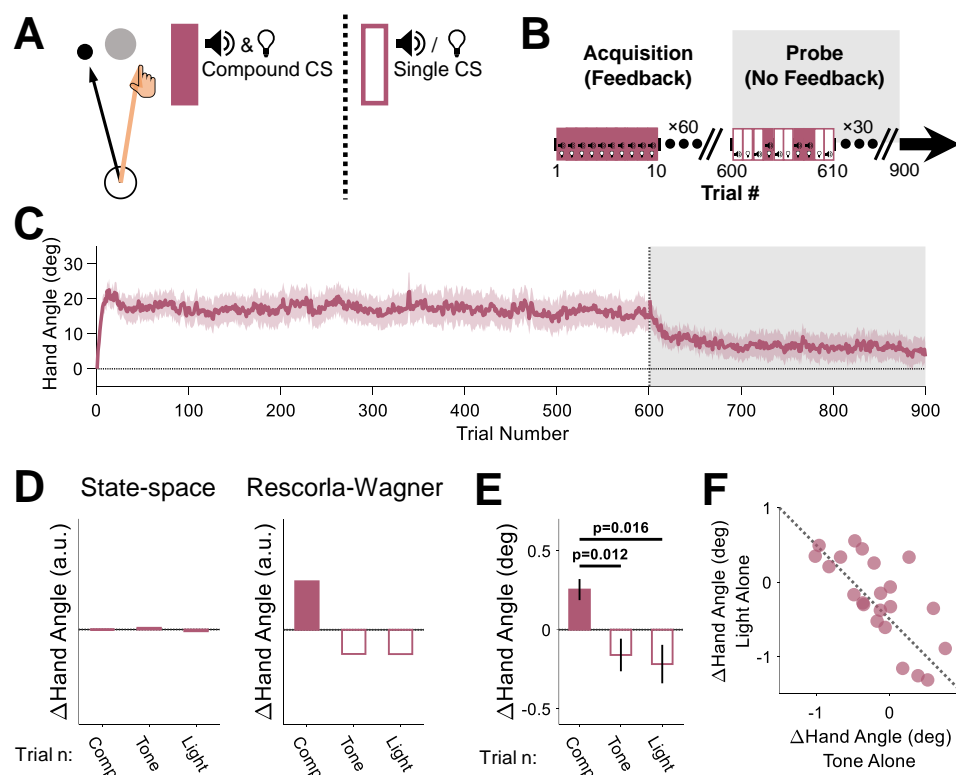 A
&
Compound CS
/
Single CS
B
Acquisition
(Feedback)
Probe
(No Feedback)
×60
×30
1
10
600
610
900
Trial #
C
Hand Angle (deg)
30
20
10
0
0
100
200
300
400
500
600
700
800
900
Trial Number
D
State-space
Rescorla-Wagner
ΔHand Angle (a.u.)
ΔHand Angle (a.u.)
Trial n:
Comp
Tone
Light
Comp
Tone
Light
E
ΔHand Angle (deg)
0.5
0
-0.5
p=0.016
p=0.012
Trial n:
Comp
Tone
Light
F
ΔHand Angle (deg)
Light Alone
1
0
-1
-1
0
ΔHand Angle (deg)
Tone Alone